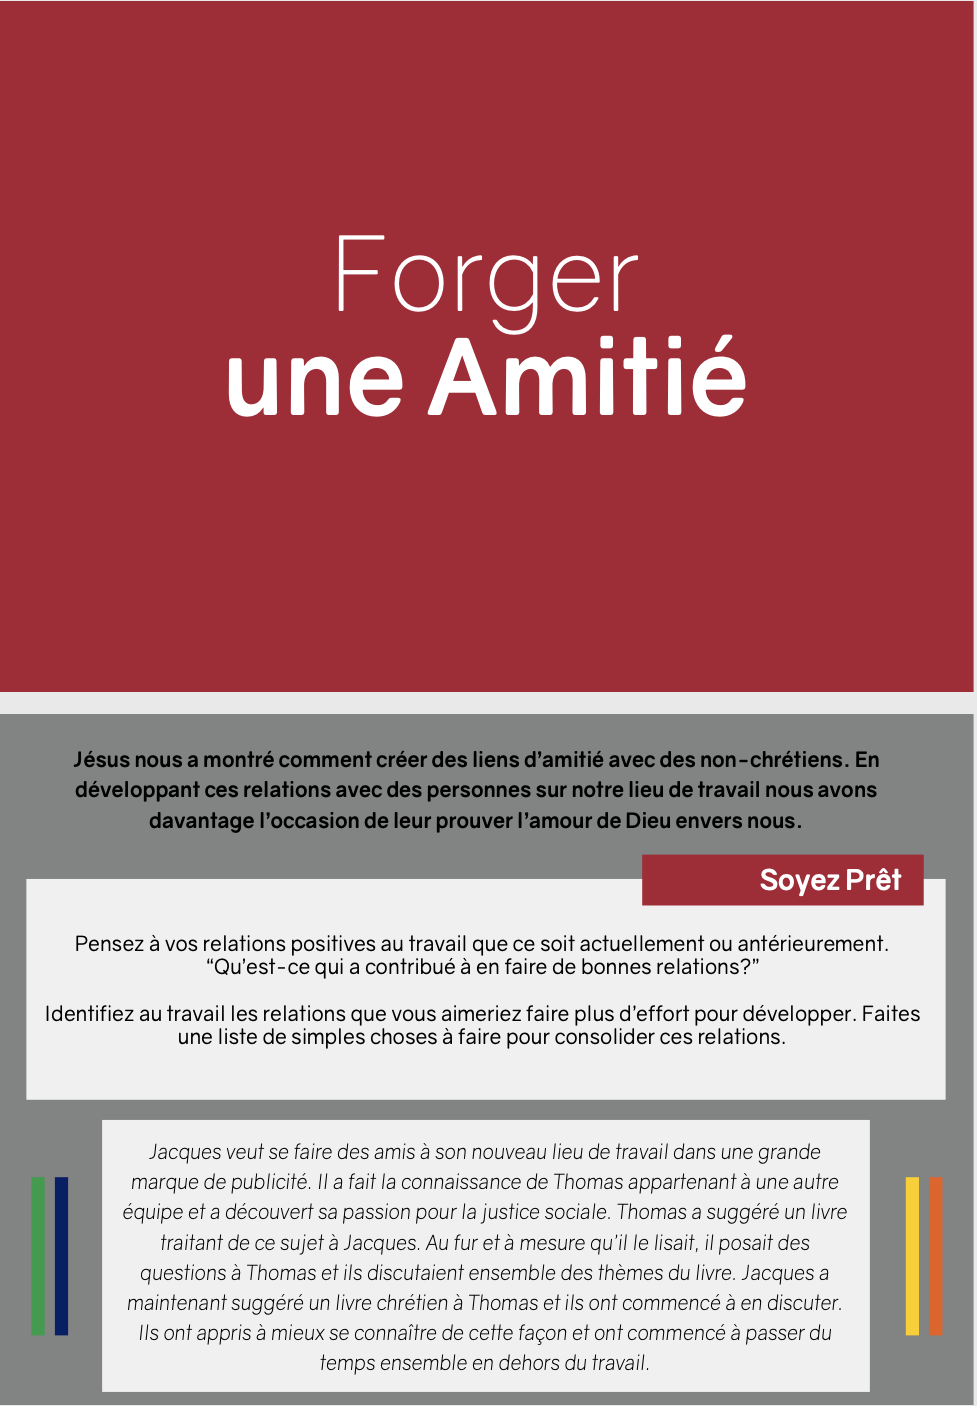 Forger
une Amitié
Jésus nous a montré comment créer des liens d’amitié avec des non-chrétiens. En
développant ces relations avec des personnes sur notre lieu de travail nous avons
davantage l’occasion de leur prouver l’amour de Dieu envers nous.
Soyez Prêt
Pensez à vos relations positives au travail que ce soit actuellement ou antérieurement.
“Qu’est-ce qui a contribué à en faire de bonnes relations?”
Identifiez au travail les relations que vous aimeriez faire plus d’effort pour développer. Faites
une liste de simples choses à faire pour consolider ces relations.
Jacques veut se faire des amis à son nouveau lieu de travail dans une grande
marque de publicité. Il a fait la connaissance de Thomas appartenant à une autre
équipe et a découvert sa passion pour la justice sociale. Thomas a suggéré un livre
traitant de ce sujet à Jacques. Au fur et à mesure qu’il le lisait, il posait des
questions à Thomas et ils discutaient ensemble des thèmes du livre. Jacques a
maintenant suggéré un livre chrétien à Thomas et ils ont commencé à en discuter.
Ils ont appris à mieux se connaître de cette façon et ont commencé à passer du
temps ensemble en dehors du travail.